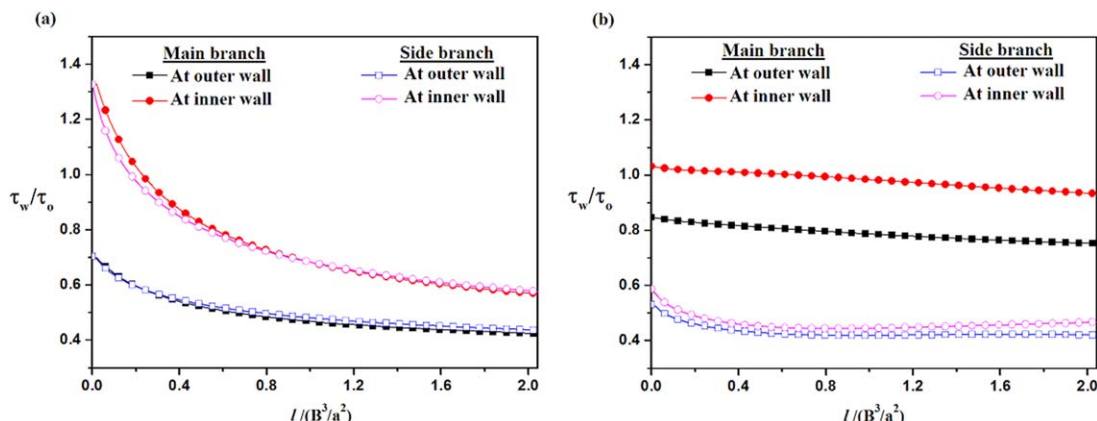 (a)
Main branch Side branch
At outer wall At outer wall
At inner wall At inner wall
1.4
1.2
1.0
0.8
0.6
0.4
τw/τo
0.0 0.4 0.8 1.2 1.6 2.0
l/(B³/a²)
(b)
Main branch Side branch
At outer wall At outer wall
At inner wall At inner wall
1.4
1.2
1.0
0.8
0.6
0.4
τw/τo
0.0 0.4 0.8 1.2 1.6 2.0
l/(B³/a²)